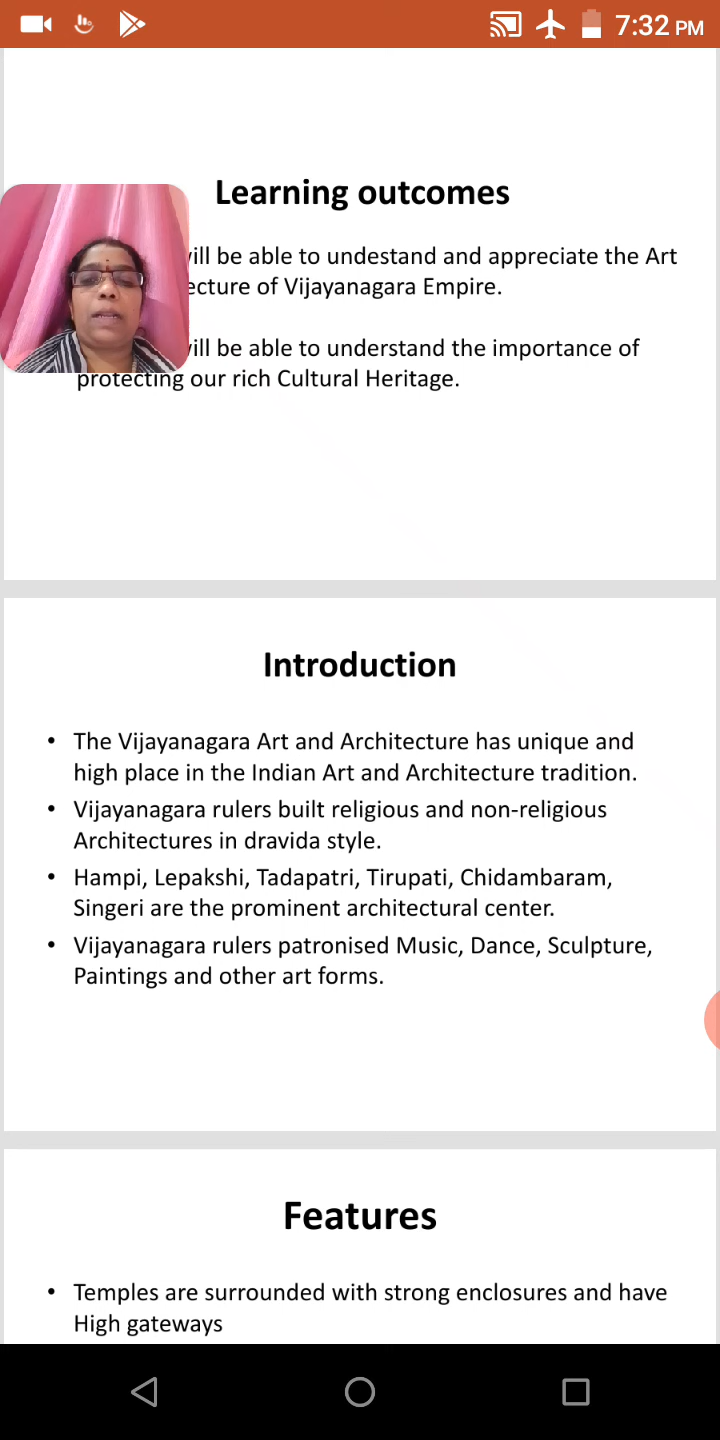 7:32 PM
Learning outcomes
will be able to undestand and appreciate the Art
ecture of Vijayanagara Empire.
will be able to understand the importance of
protecting our rich Cultural Heritage.
Introduction
• The Vijayanagara Art and Architecture has unique and
high place in the Indian Art and Architecture tradition.
• Vijayanagara rulers built religious and non-religious
Architectures in dravida style.
• Hampi, Lepakshi, Tadapatri, Tirupati, Chidambaram,
Singeri are the prominent architectural center.
• Vijayanagara rulers patronised Music, Dance, Sculpture,
Paintings and other art forms.
Features
• Temples are surrounded with strong enclosures and have
High gateways